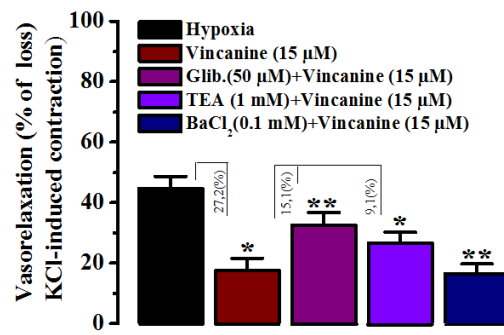 Vasorelaxation (% of loss)
KCl-induced contraction
100
80
60
40
20
0
Hypoxia
Vincanine (15 μM)
Glib.(50 μM)+Vincanine (15 μM)
TEA (1 mM)+Vincanine (15 μM)
BaCl₂(0.1 mM)+Vincanine (15 μM)
27,2(%)
15,1(%)
9,1(%)
*
**
*
**